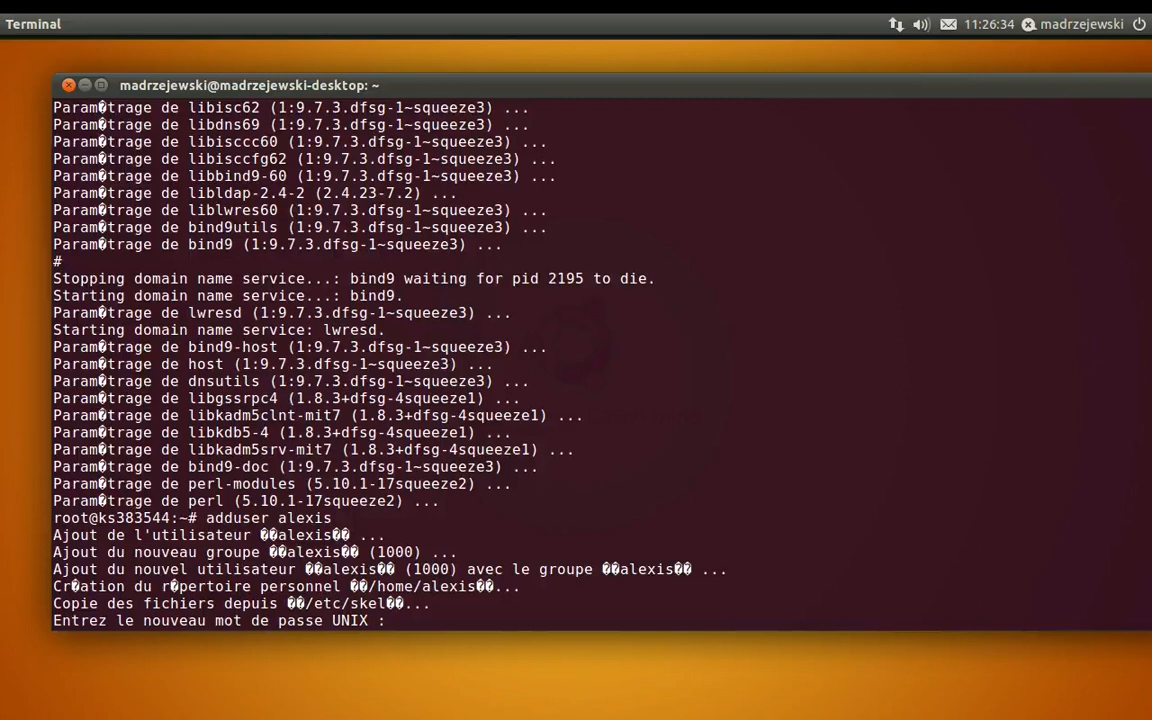 Terminal
11:26:34
madrzejewski
madrzejewski@madrzejewski-desktop: ~
Param�trage de libisc62 (1:9.7.3.dfsg-1~squeeze3) ...
Param�trage de libdns69 (1:9.7.3.dfsg-1~squeeze3) ...
Param�trage de libisccc60 (1:9.7.3.dfsg-1~squeeze3) ...
Param�trage de libisccfg62 (1:9.7.3.dfsg-1~squeeze3) ...
Param�trage de libbind9-60 (1:9.7.3.dfsg-1~squeeze3) ...
Param�trage de libldap-2.4-2 (2.4.23-7.2) ...
Param�trage de liblwres60 (1:9.7.3.dfsg-1~squeeze3) ...
Param�trage de bind9utils (1:9.7.3.dfsg-1~squeeze3) ...
Param�trage de bind9 (1:9.7.3.dfsg-1~squeeze3) ...
#
Stopping domain name service...: bind9 waiting for pid 2195 to die.
Starting domain name service...: bind9.
Param�trage de lwresd (1:9.7.3.dfsg-1~squeeze3) ...
Starting domain name service: lwresd.
Param�trage de bind9-host (1:9.7.3.dfsg-1~squeeze3) ...
Param�trage de host (1:9.7.3.dfsg-1~squeeze3) ...
Param�trage de dnsutils (1:9.7.3.dfsg-1~squeeze3) ...
Param�trage de libgssrpc4 (1.8.3+dfsg-4squeeze1) ...
Param�trage de libkadm5clnt-mit7 (1.8.3+dfsg-4squeeze1) ...
Param�trage de libkdb5-4 (1.8.3+dfsg-4squeeze1) ...
Param�trage de libkadm5srv-mit7 (1.8.3+dfsg-4squeeze1) ...
Param�trage de bind9-doc (1:9.7.3.dfsg-1~squeeze3) ...
Param�trage de perl-modules (5.10.1-17squeeze2) ...
Param�trage de perl (5.10.1-17squeeze2) ...
root@ks383544:~# adduser alexis
Ajout de l'utilisateur ��alexis�� ...
Ajout du nouveau groupe ��alexis�� (1000) ...
Ajout du nouvel utilisateur ��alexis�� (1000) avec le groupe ��alexis�� ...
Cr�ation du r�pertoire personnel ��/home/alexis��...
Copie des fichiers depuis ��/etc/skel��...
Entrez le nouveau mot de passe UNIX :